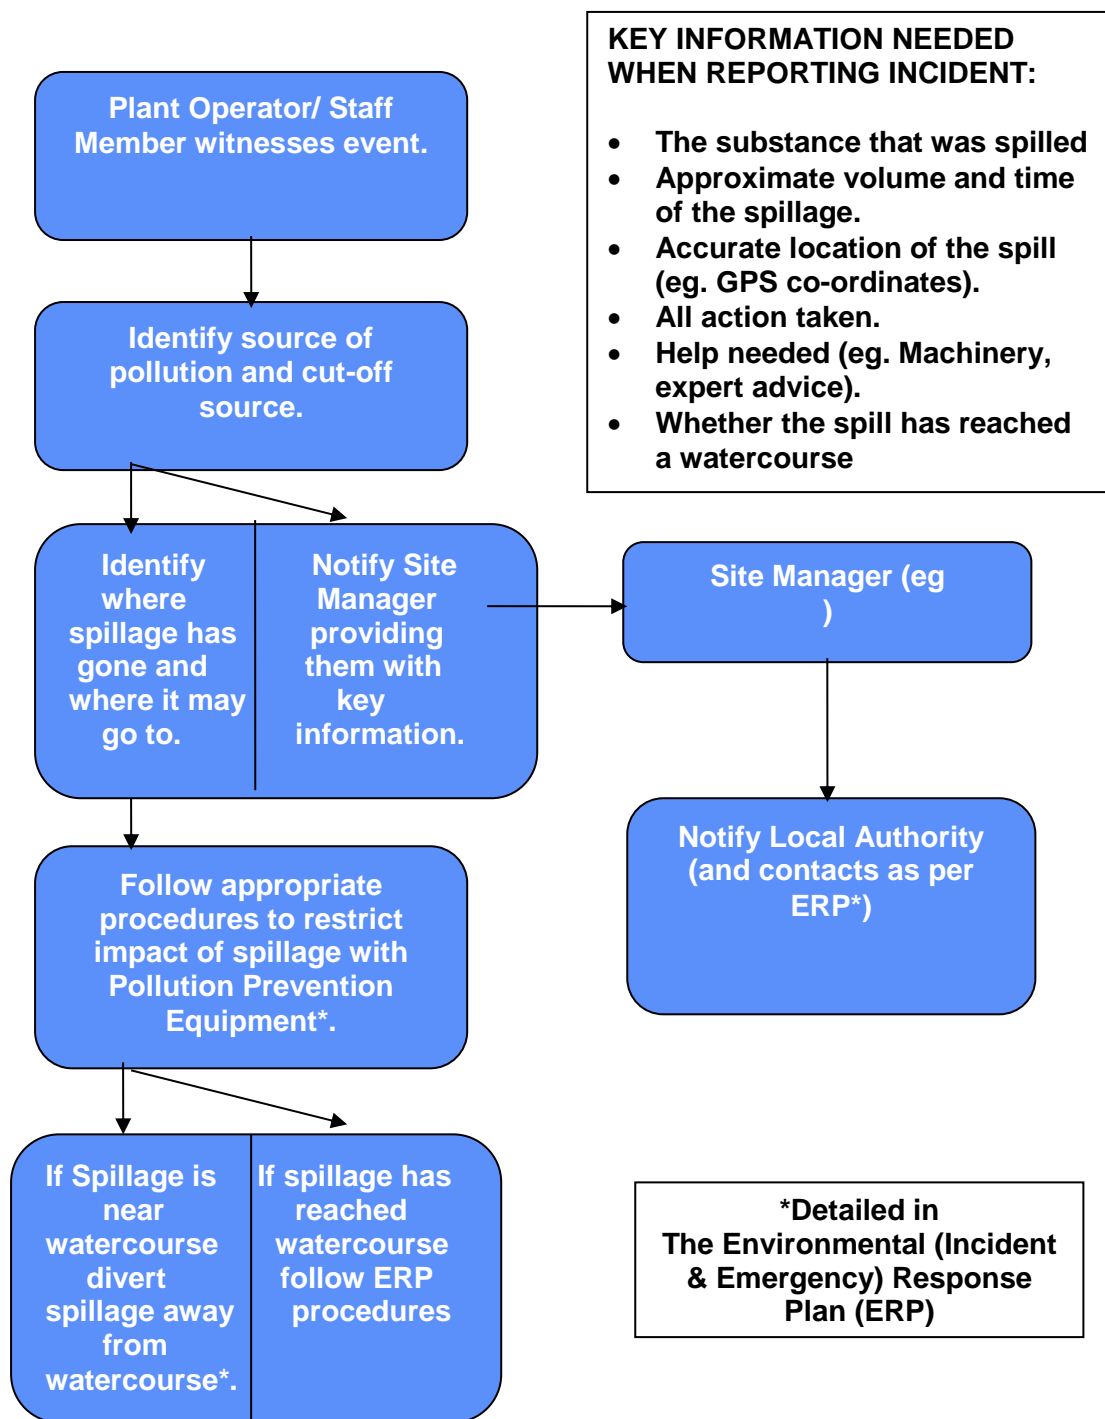 Plant Operator/ Staff
Member witnesses event.
KEY INFORMATION NEEDED
WHEN REPORTING INCIDENT:
• The substance that was spilled
• Approximate volume and time
of the spillage.
• Accurate location of the spill
(eg. GPS co-ordinates).
• All action taken.
• Help needed (eg. Machinery,
expert advice).
• Whether the spill has reached
a watercourse
Identify source of
pollution and cut-off
source.
Identify
where
spillage has
gone and
where it may
go to.
Notify Site
Manager
providing
them with
key
information.
Site Manager (eg
)
Notify Local Authority
(and contacts as per
ERP*)
Follow appropriate
procedures to restrict
impact of spillage with
Pollution Prevention
Equipment*.
If Spillage is
near
watercourse
divert
spillage away
from
watercourse*.
If spillage has
reached
watercourse
follow ERP
procedures
*Detailed in
The Environmental (Incident
& Emergency) Response
Plan (ERP)